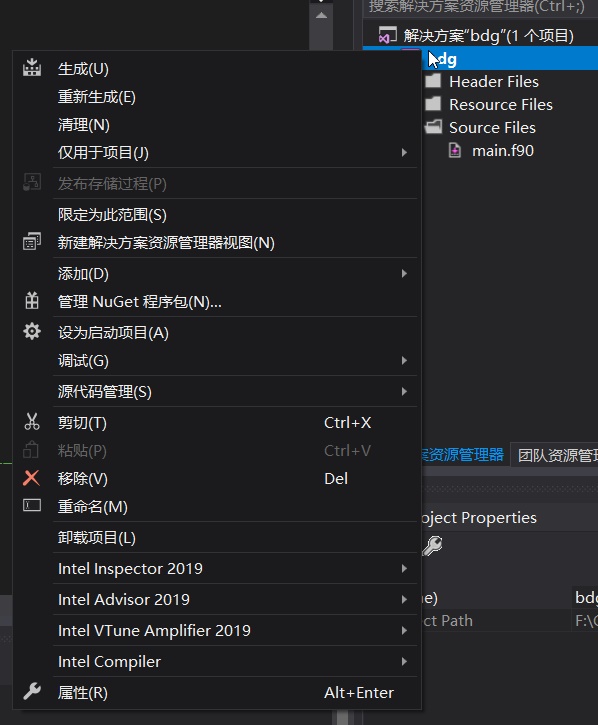 搜索解决方案资源管理器(Ctrl+;)
解决方案"bdg"(1 个项目)
dg
Header Files
Resource Files
Source Files
main.f90
生成(U)
重新生成(E)
清理(N)
仅用于项目(J)
发布存储过程(P)
限定为此范围(S)
新建解决方案资源管理器视图(N)
添加(D)
管理 NuGet 程序包(N)...
设为启动项目(A)
调试(G)
源代码管理(S)
剪切(T) Ctrl+X
粘贴(P) Ctrl+V
移除(V) Del
重命名(M)
卸载项目(L)
Intel Inspector 2019
Intel Advisor 2019
Intel VTune Amplifier 2019
Intel Compiler
属性(R) Alt+Enter
案资源管理器 团队资源管理
oject Properties
e) bdg
ct Path F:\